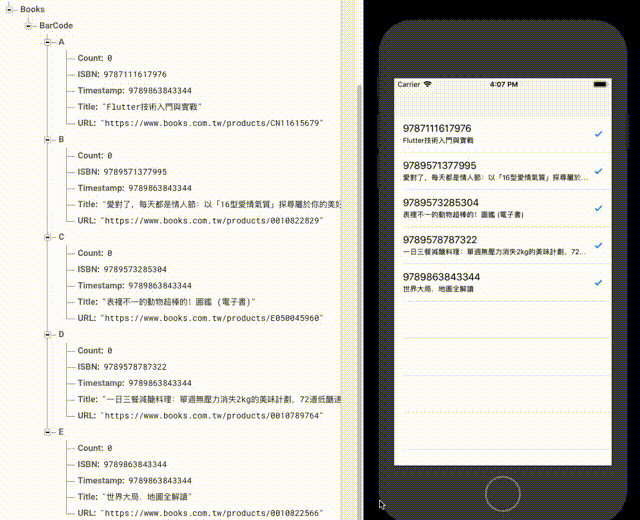 Books
BarCode
A
Count: 0
ISBN: 9787111617976
Timestamp: 9789863843344
Title: "Flutter技術入門與實戰"
URL: "https://www.books.com.tw/products/CN11615679"
B
Count: 0
ISBN: 9789571377995
Timestamp: 9789863843344
Title: "愛對了，每天都是情人節：以「16型愛情氣質」探尋屬於你的美好
URL: "https://www.books.com.tw/products/0010822829"
C
Count: 0
ISBN: 9789573285304
Timestamp: 9789863843344
Title: "表裡不一的動物超棒的！圖鑑 (電子書)"
URL: "https://www.books.com.tw/products/E050045960"
D
Count: 0
ISBN: 9789578787322
Timestamp: 9789863843344
Title: "一日三餐減醣料理：單週無壓力消失2kg的美味計劃，72道低醣速
URL: "https://www.books.com.tw/products/0010789764"
E
Count: 0
ISBN: 9789863843344
Timestamp: 9789863843344
Title: "世界大局．地圖全解讀"
URL: "https://www.books.com.tw/products/0010822566"
Carrier 4:07 PM
9787111617976
Flutter技術入門與實戰
9789571377995
愛對了，每天都是情人節：以「16型愛情氣質」探尋屬於...
9789573285304
表裡不一的動物超棒的！圖鑑 (電子書)
9789578787322
一日三餐減醣料理：單週無壓力消失2kg的美味計劃，72...
9789863843344
世界大局．地圖全解讀